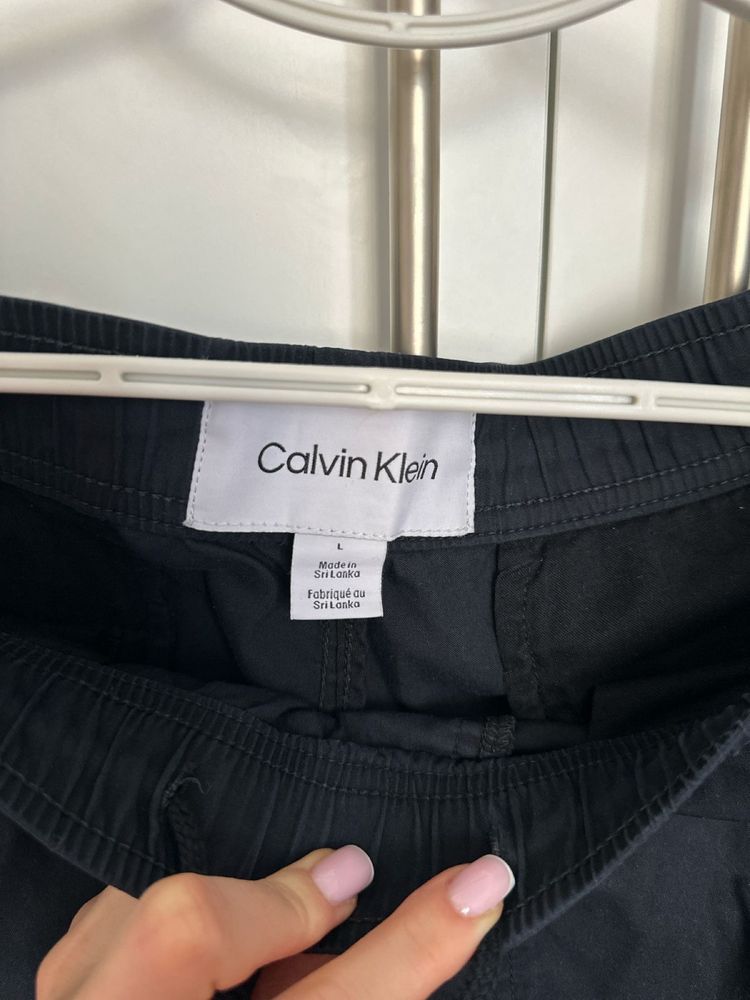 Calvin Klein
L
Made in
Sri Lanka
Fabriqué au
Sri Lanka